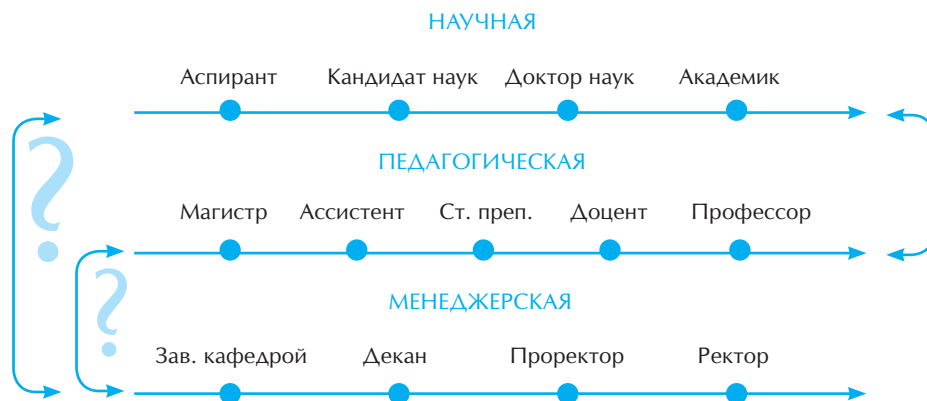 НАУЧНАЯ
Аспирант Кандидат наук Доктор наук Академик
?
ПЕДАГОГИЧЕСКАЯ
Магистр Ассистент Ст. преп. Доцент Профессор
?
МЕНЕДЖЕРСКАЯ
Зав. кафедрой Декан Проректор Ректор